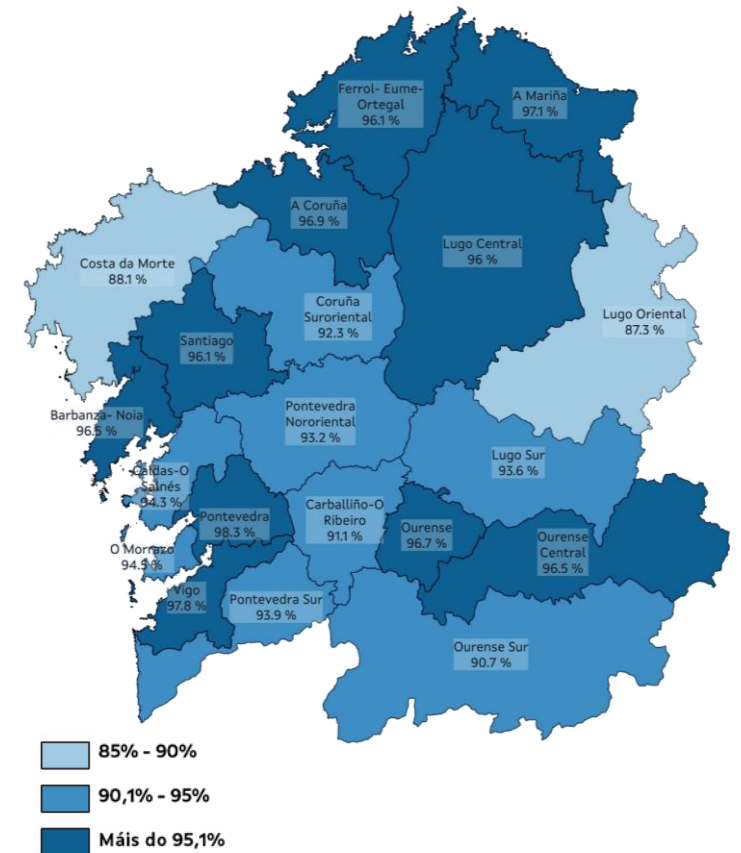 Ferrol- Eume-
Ortegal
96.1 %
A Mariña
97.1 %
A Coruña
96.9 %
Lugo Central
96 %
Costa da Morte
88.1 %
Coruña
Suroriental
92.3 %
Lugo Oriental
87.3 %
Santiago
96.1 %
Barbanza- Noia
96.5 %
Pontevedra
Nororiental
93.2 %
Lugo Sur
93.6 %
Caldas-O
Salnés
94.3 %
Pontevedra
98.3 %
Carballiño-O
Ribeiro
91.1 %
Ourense
96.7 %
Ourense
Central
96.5 %
O Morrazo
94.5 %
Vigo
97.8 %
Pontevedra Sur
93.9 %
Ourense Sur
90.7 %
85% - 90%
90,1% - 95%
Máis do 95,1%